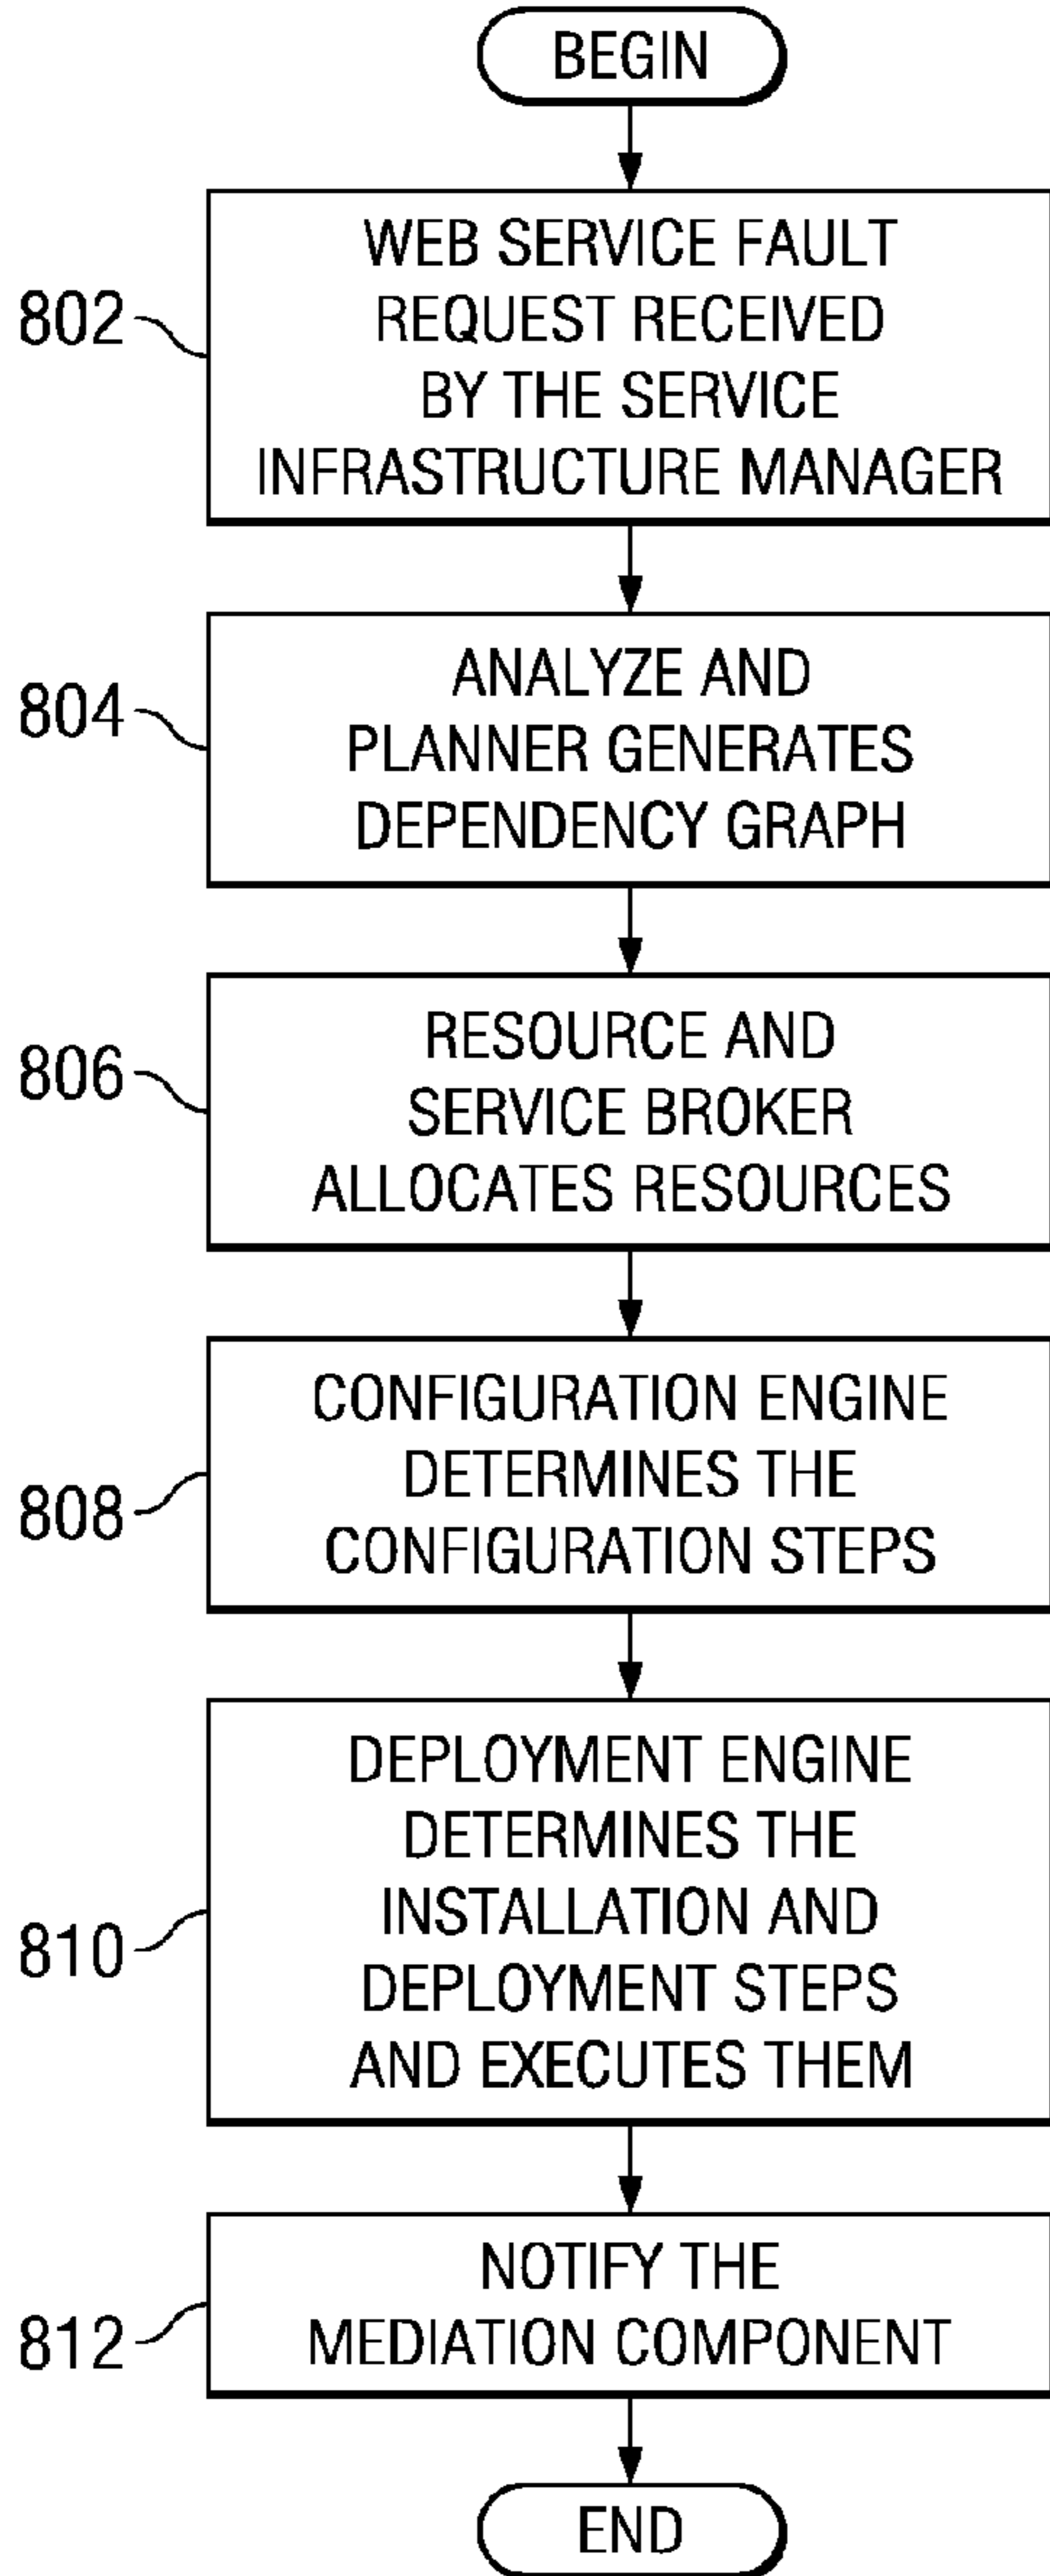 BEGIN
802
WEB SERVICE FAULT
REQUEST RECEIVED
BY THE SERVICE
INFRASTRUCTURE MANAGER
804
ANALYZE AND
PLANNER GENERATES
DEPENDENCY GRAPH
806
RESOURCE AND
SERVICE BROKER
ALLOCATES RESOURCES
808
CONFIGURATION ENGINE
DETERMINES THE
CONFIGURATION STEPS
810
DEPLOYMENT ENGINE
DETERMINES THE
INSTALLATION AND
DEPLOYMENT STEPS
AND EXECUTES THEM
812
NOTIFY THE
MEDIATION COMPONENT
END